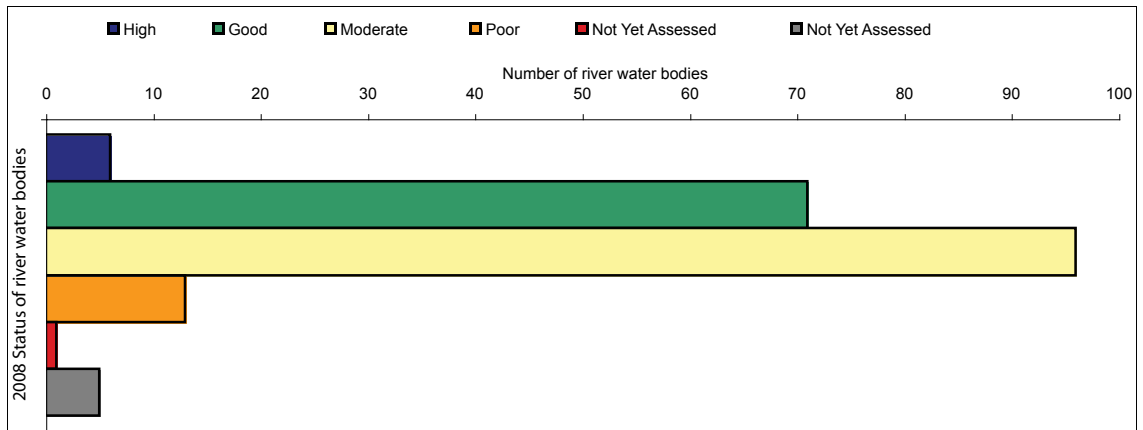 High Good Moderate Poor Not Yet Assessed Not Yet Assessed
Number of river water bodies
0 10 20 30 40 50 60 70 80 90 100
2008 Status of river water bodies